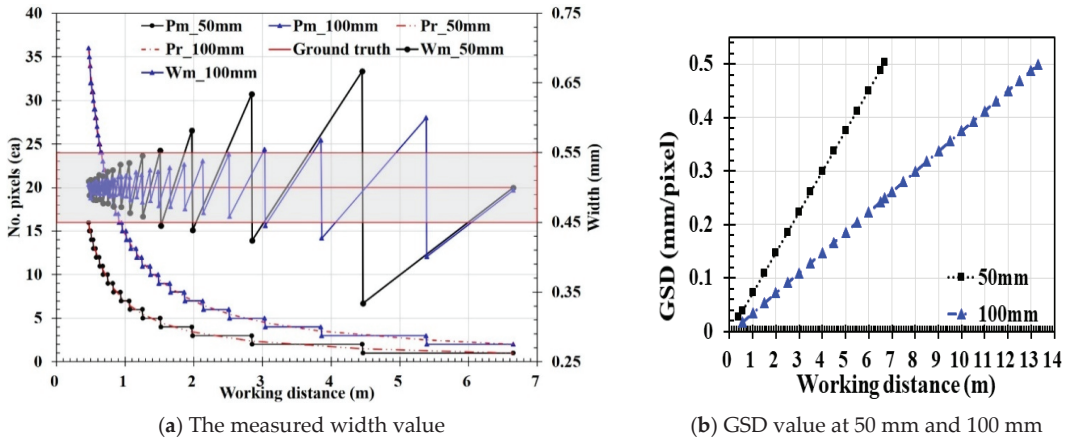 40
35
30
25
20
15
10
5
0
No. pixels (ea)
Pm_50mm Pm_100mm Pr_50mm
Pr_100mm Ground truth Wm_50mm
Wm_100mm
0.75
0.65
0.55
0.45
0.35
0.25
Width (mm)
0 1 2 3 4 5 6 7
Working distance (m)
(a) The measured width value
GSD (mm/pixel)
0.5
0.4
0.3
0.2
0.1
0
50mm
100mm
0 1 2 3 4 5 6 7 8 9 10 11 12 13 14
Working distance (m)
(b) GSD value at 50 mm and 100 mm